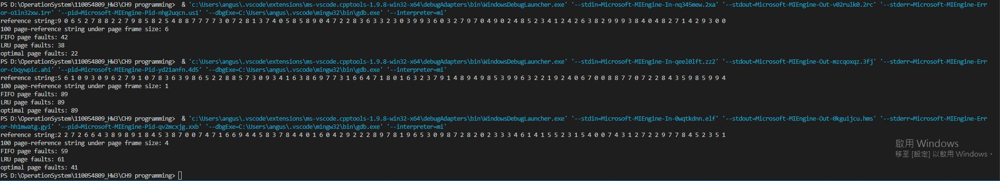 PS D:\OperationSystem\110054809_HW3\CH9 programming>  & 'c:\Users\angus\.vscode\extensions\ms-vscode.cpptools-1.9.8-win32-x64\debugAdapters\bin\WindowsDebugLauncher.exe' '--stdin=Microsoft-MIEngine-In-nq345mew.2xa' '--stdout=Microsoft-MIEngine-Out-v02rulk0.2rc' '--stderr=Microsoft-MIEngine-Err
or-o1ln32xw.1rr' '--pid=Microsoft-MIEngine-Pid-nhg2uqcn.us1' '--dbgExe=C:\Users\angus\.vscode\mingw32\bin\gdb.exe' '--interpreter=mi'
reference string:9 0 6 5 2 7 8 8 2 2 7 9 8 5 8 2 5 4 8 8 7 7 7 7 3 0 7 2 8 1 3 7 4 0 5 8 5 8 9 0 4 7 2 2 8 3 6 3 3 2 3 0 3 9 9 3 6 0 3 2 7 9 7 0 4 9 0 2 4 8 5 2 3 4 1 2 4 2 6 3 8 2 9 9 9 3 8 4 0 4 8 2 7 1 4 2 9 3 0 0
100 page-reference string under page frame size: 6
FIFO page faults: 42
LRU page faults: 38
optimal page faults: 22
PS D:\OperationSystem\110054809_HW3\CH9 programming>  & 'c:\Users\angus\.vscode\extensions\ms-vscode.cpptools-1.9.8-win32-x64\debugAdapters\bin\WindowsDebugLauncher.exe' '--stdin=Microsoft-MIEngine-In-qeel0lft.zz2' '--stdout=Microsoft-MIEngine-Out-mzcqoxqz.3fj' '--stderr=Microsoft-MIEngine-Err
or-cbqywpic.ahi' '--pid=Microsoft-MIEngine-Pid-yd21anfn.4d5' '--dbgExe=C:\Users\angus\.vscode\mingw32\bin\gdb.exe' '--interpreter=mi'
reference string:5 6 1 0 9 3 0 9 6 2 7 9 1 0 7 8 3 6 3 9 8 6 5 2 2 8 8 5 7 3 0 9 3 4 1 6 3 8 6 9 7 7 3 1 6 6 4 7 1 8 0 1 6 3 2 3 7 9 1 4 8 9 4 9 8 5 3 9 9 6 3 2 2 1 9 2 4 0 6 7 0 0 8 8 7 7 0 7 2 2 8 4 3 5 9 8 5 9 9 4
100 page-reference string under page frame size: 1
FIFO page faults: 89
LRU page faults: 89
optimal page faults: 89
PS D:\OperationSystem\110054809_HW3\CH9 programming>  & 'c:\Users\angus\.vscode\extensions\ms-vscode.cpptools-1.9.8-win32-x64\debugAdapters\bin\WindowsDebugLauncher.exe' '--stdin=Microsoft-MIEngine-In-0wqtkdnn.elf' '--stdout=Microsoft-MIEngine-Out-0kguijcu.hms' '--stderr=Microsoft-MIEngine-Err
or-hh1mwatg.gyi' '--pid=Microsoft-MIEngine-Pid-qv2mcxjg.xxb' '--dbgExe=C:\Users\angus\.vscode\mingw32\bin\gdb.exe' '--interpreter=mi'
reference string:2 2 7 2 6 6 4 3 8 9 8 9 1 8 4 5 3 8 7 0 0 7 4 7 1 6 6 9 4 4 5 8 3 7 8 4 4 0 1 6 0 4 2 9 2 2 2 8 9 7 8 1 9 6 5 3 0 9 8 7 2 8 2 0 2 3 3 3 4 6 1 4 1 5 5 2 3 1 5 4 0 0 7 4 3 1 2 7 2 2 9 7 7 8 4 5 2 3 5 1
100 page-reference string under page frame size: 4
FIFO page faults: 59
LRU page faults: 61
optimal page faults: 41
PS D:\OperationSystem\110054809_HW3\CH9 programming>
啟用 Windows
移至 [設定] 以啟用 Windows。